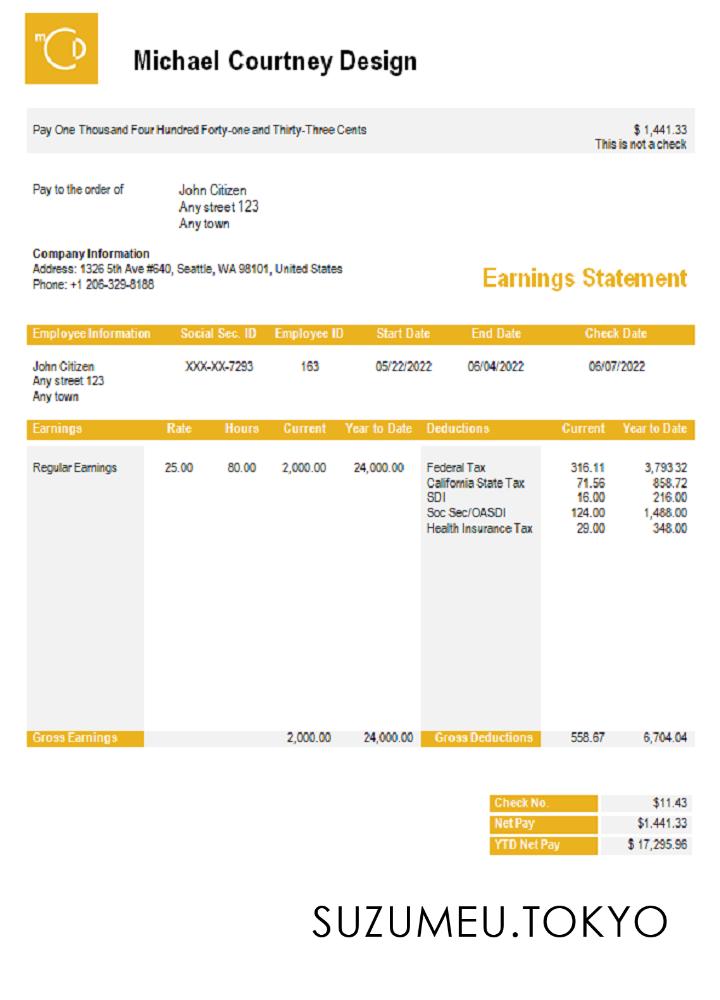 mCD
Michael Courtney Design
Pay One Thousand Four Hundred Forty-one and Thirty-Three Cents $ 1,441.33
This is not a check
Pay to the order of John Citizen
Any street 123
Any town
Company Information
Address: 1326 5th Ave #640, Seattle, WA 98101, United States
Phone: +1 206-329-8188
Earnings Statement
Employee Information Social Sec. ID Employee ID Start Date End Date Check Date
John Citizen XXX-XX-7293 163 05/22/2022 06/04/2022 06/07/2022
Any street 123
Any town
Earnings Rate Hours Current Year to Date Deductions Current Year to Date
Regular Earnings 25.00 80.00 2,000.00 24,000.00 Federal Tax 316.11 3,793 32
California State Tax 71.56 858.72
SDI 16.00 216.00
Soc Sec/OASDI 124.00 1,488.00
Health Insurance Tax 29.00 348.00
Gross Earnings 2,000.00 24,000.00 Gross Deductions 558.67 6,704.04
Check No. $11.43
Net Pay $1.441.33
YTD Net Pay $ 17,295.96
SUZUMEU.TOKYO